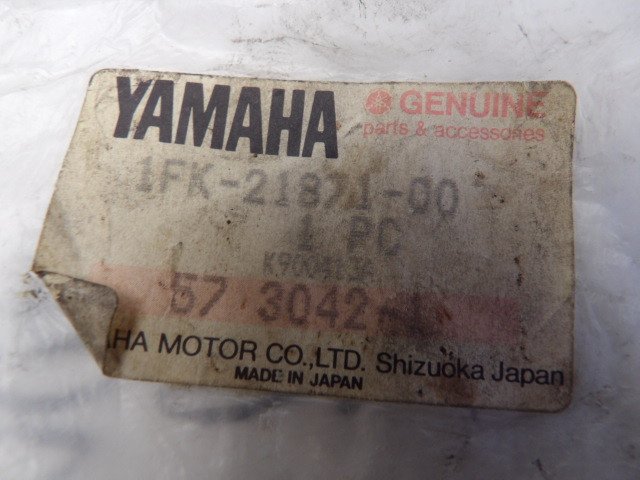 YAMAHA
GENUINE
parts & accessories
1FK-21871-00
1 PC
57 3042-1
HA MOTOR CO.,LTD. Shizuoka Japan
MADE IN JAPAN